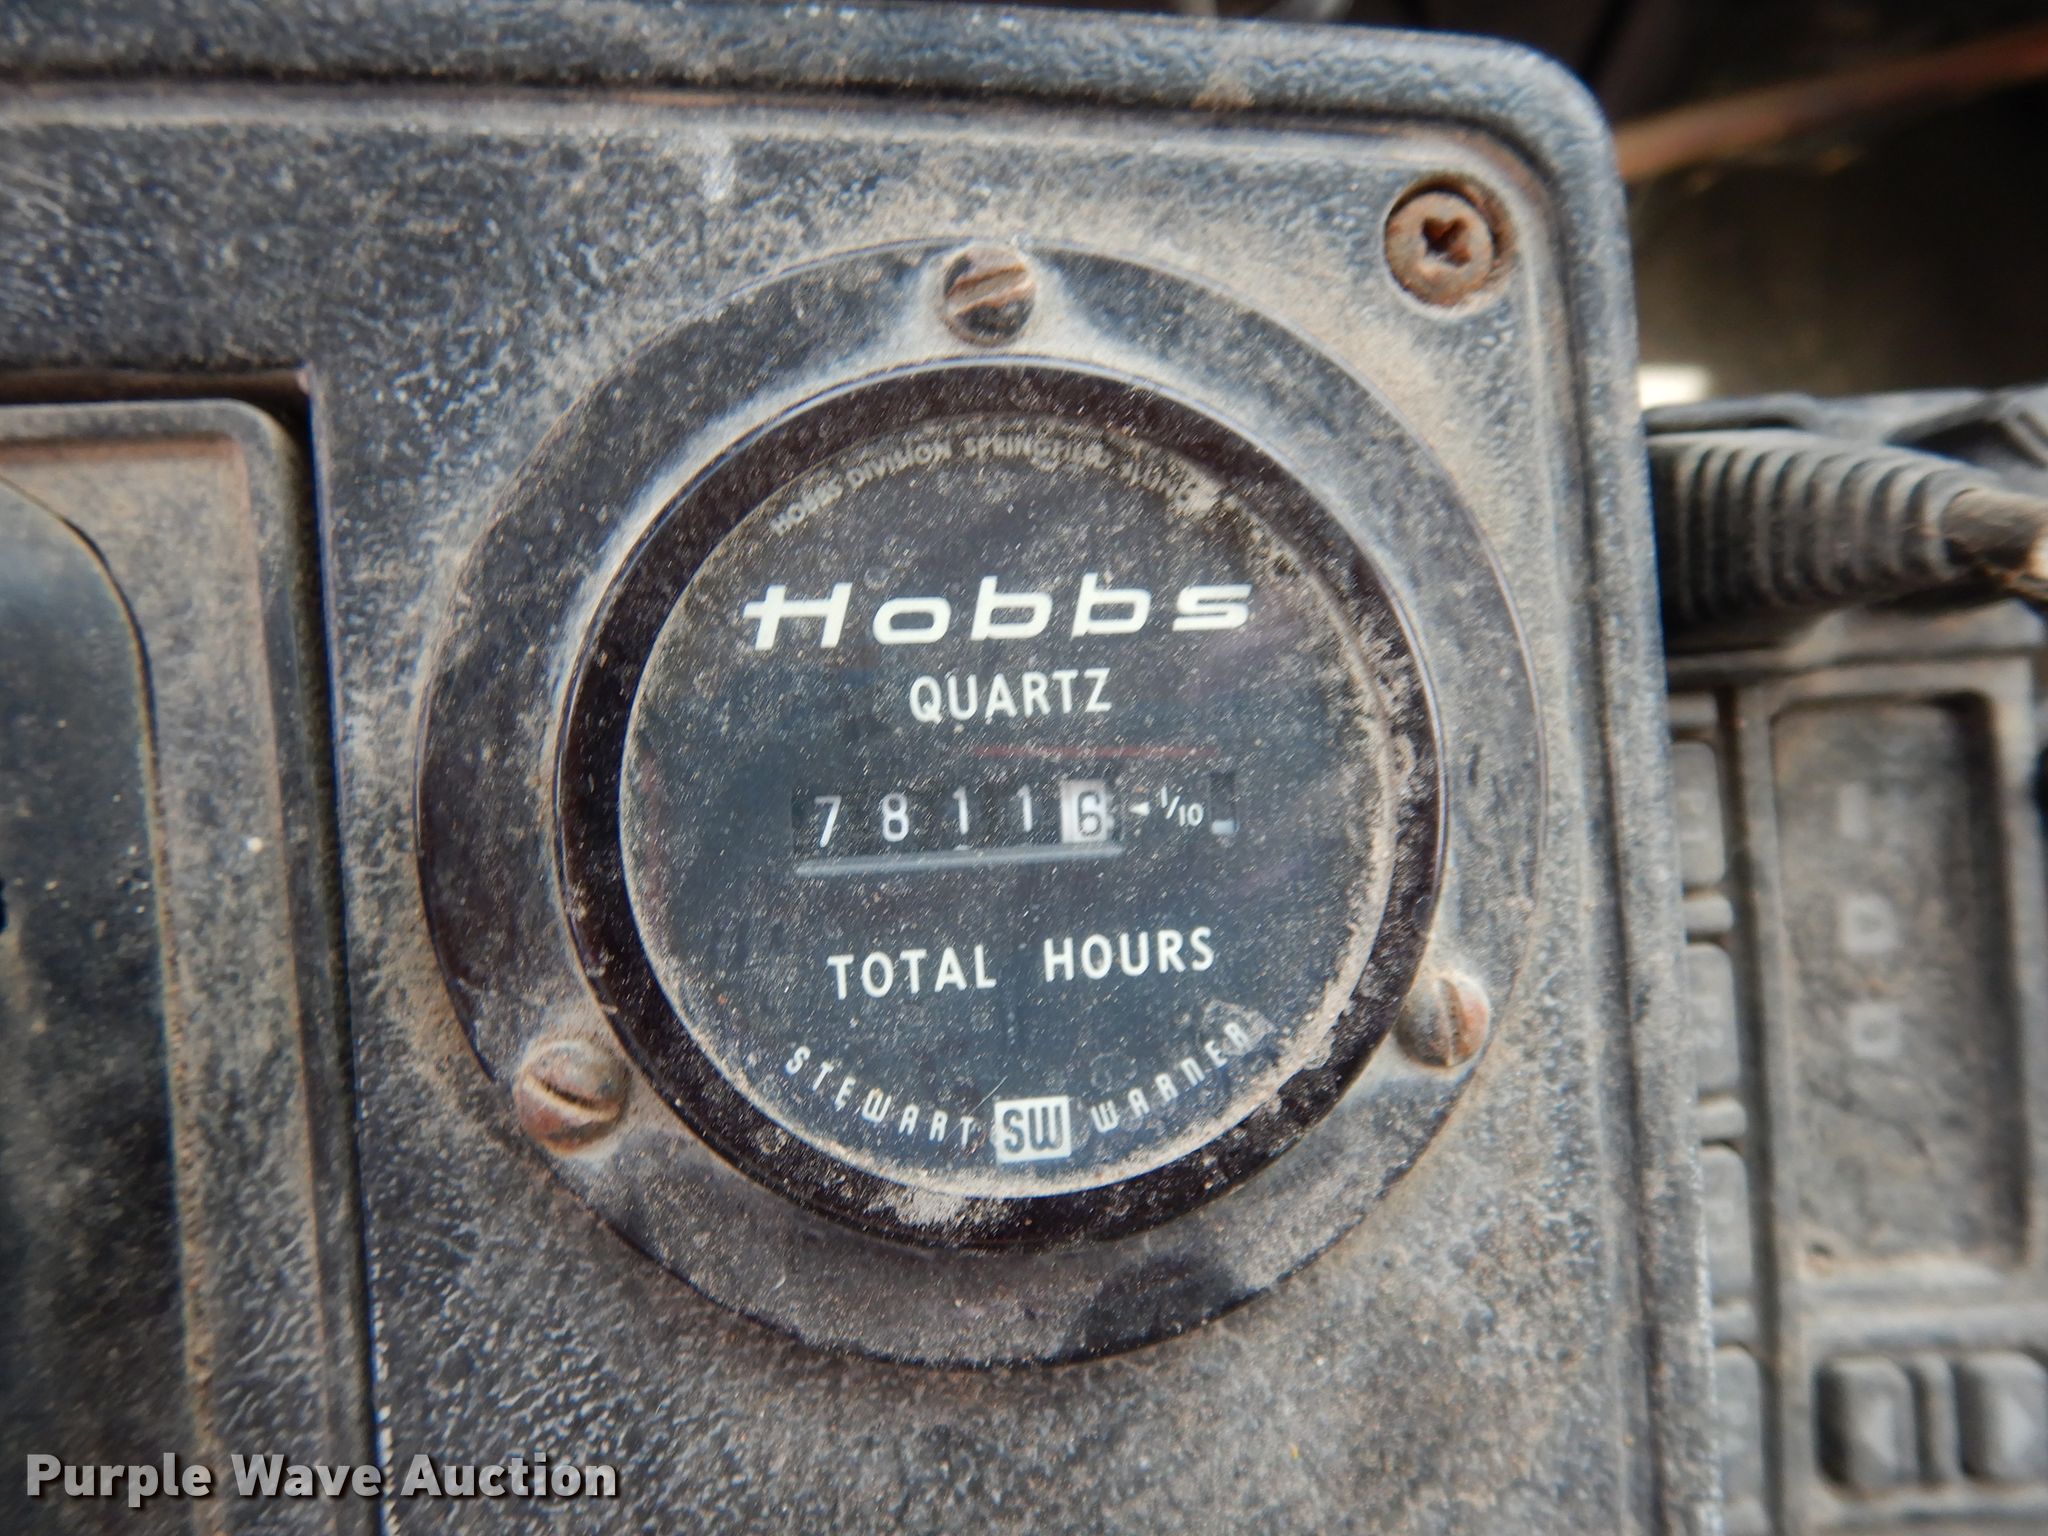 HOBBS DIVISION SPRINGFIELD ILLINOIS
Hobbs
QUARTZ
78116 1/10
TOTAL HOURS
STEWART SW WARNER
Purple Wave Auction